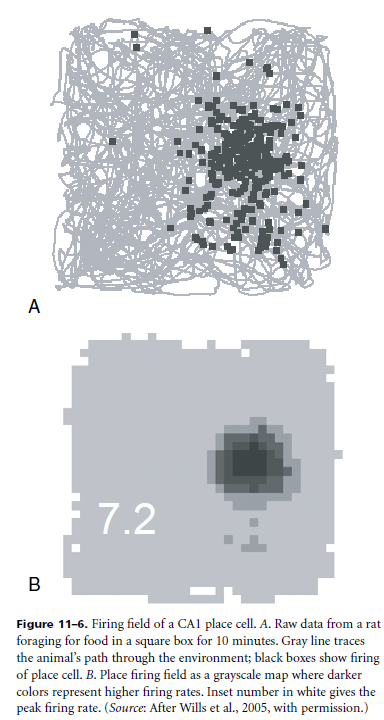 A
7.2
B
Figure 11–6. Firing field of a CA1 place cell. A. Raw data from a rat
foraging for food in a square box for 10 minutes. Gray line traces
the animal's path through the environment; black boxes show firing
of place cell. B. Place firing field as a grayscale map where darker
colors represent higher firing rates. Inset number in white gives the
peak firing rate. (Source: After Wills et al., 2005, with permission.)